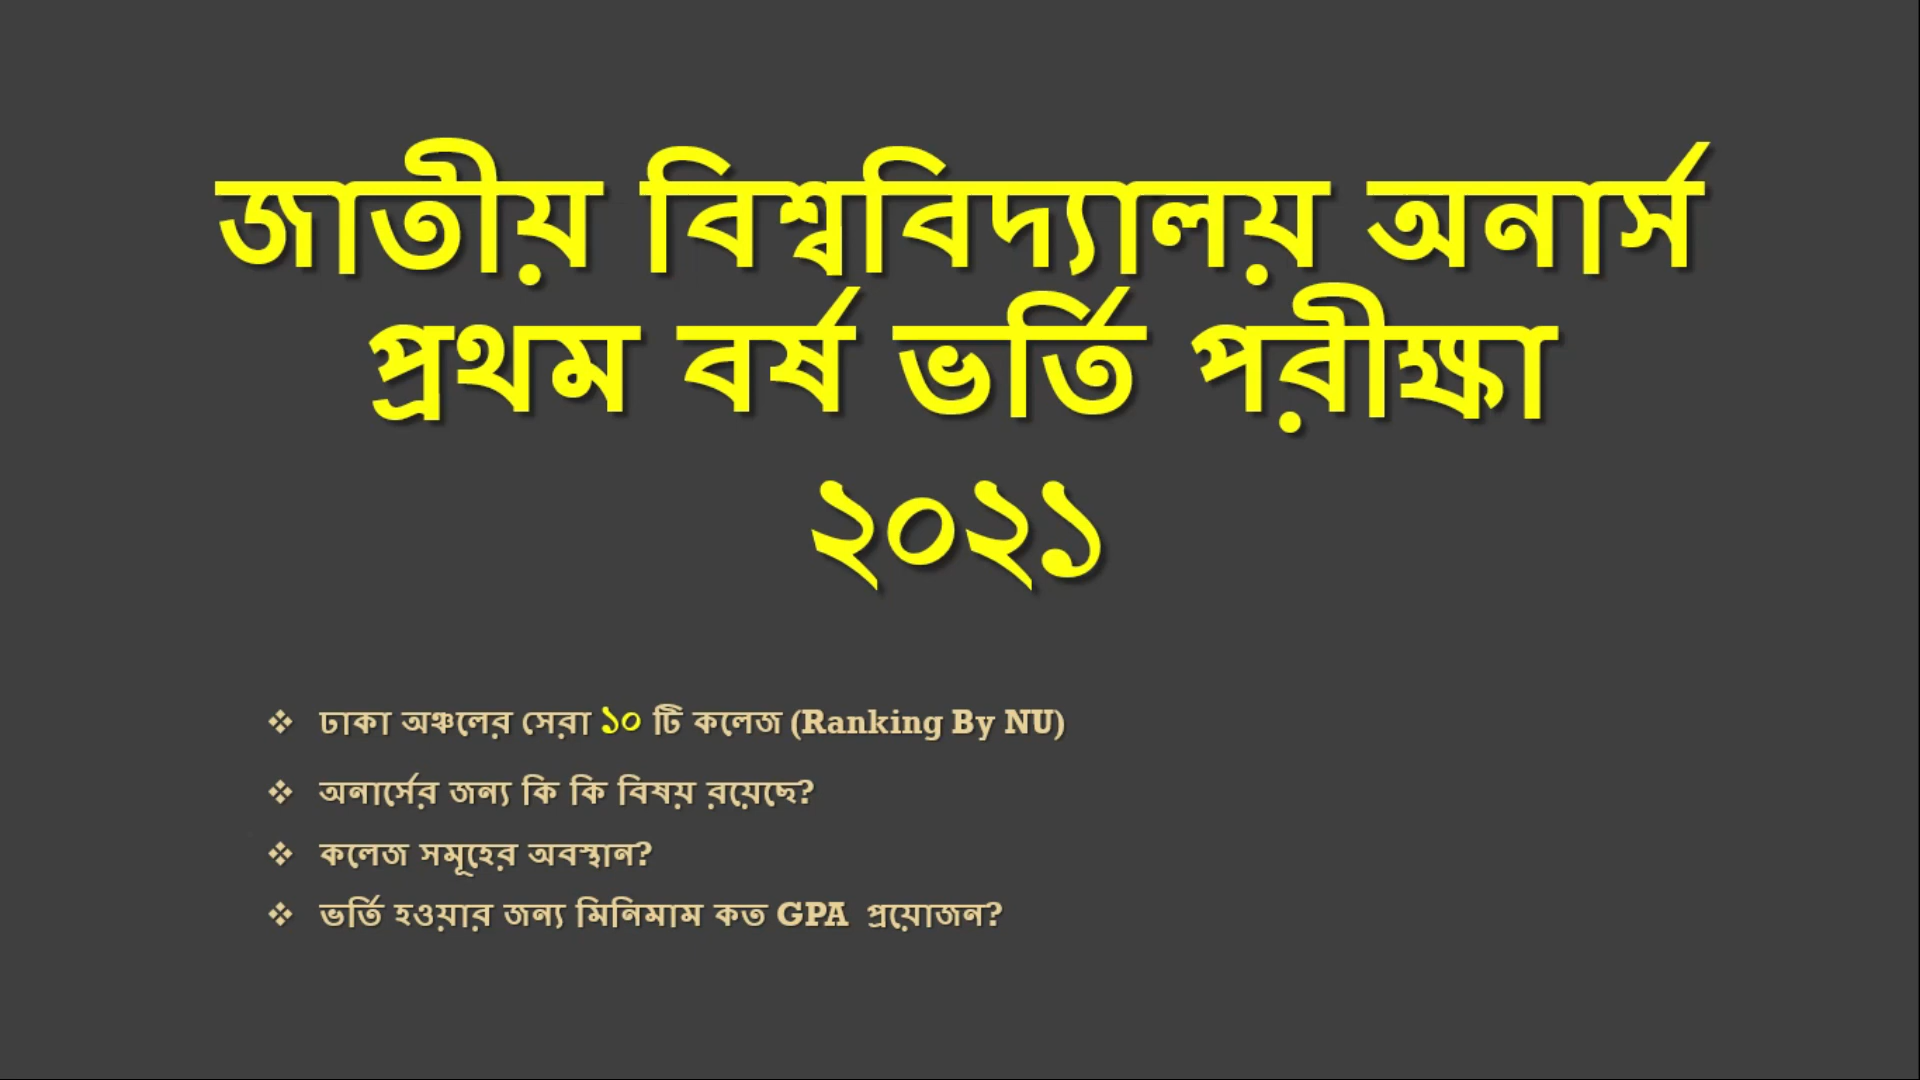 জাতীয় বিশ্ববিদ্যালয় অনার্স
প্রথম বর্ষ ভর্তি পরীক্ষা
২০২১
❖ ঢাকা অঞ্চলের সেরা ১০ টি কলেজ (Ranking By NU)
❖ অনার্সের জন্য কি কি বিষয় রয়েছে?
❖ কলেজ সমূহের অবস্থান?
❖ ভর্তি হওয়ার জন্য মিনিমাম কত GPA প্রয়োজন?